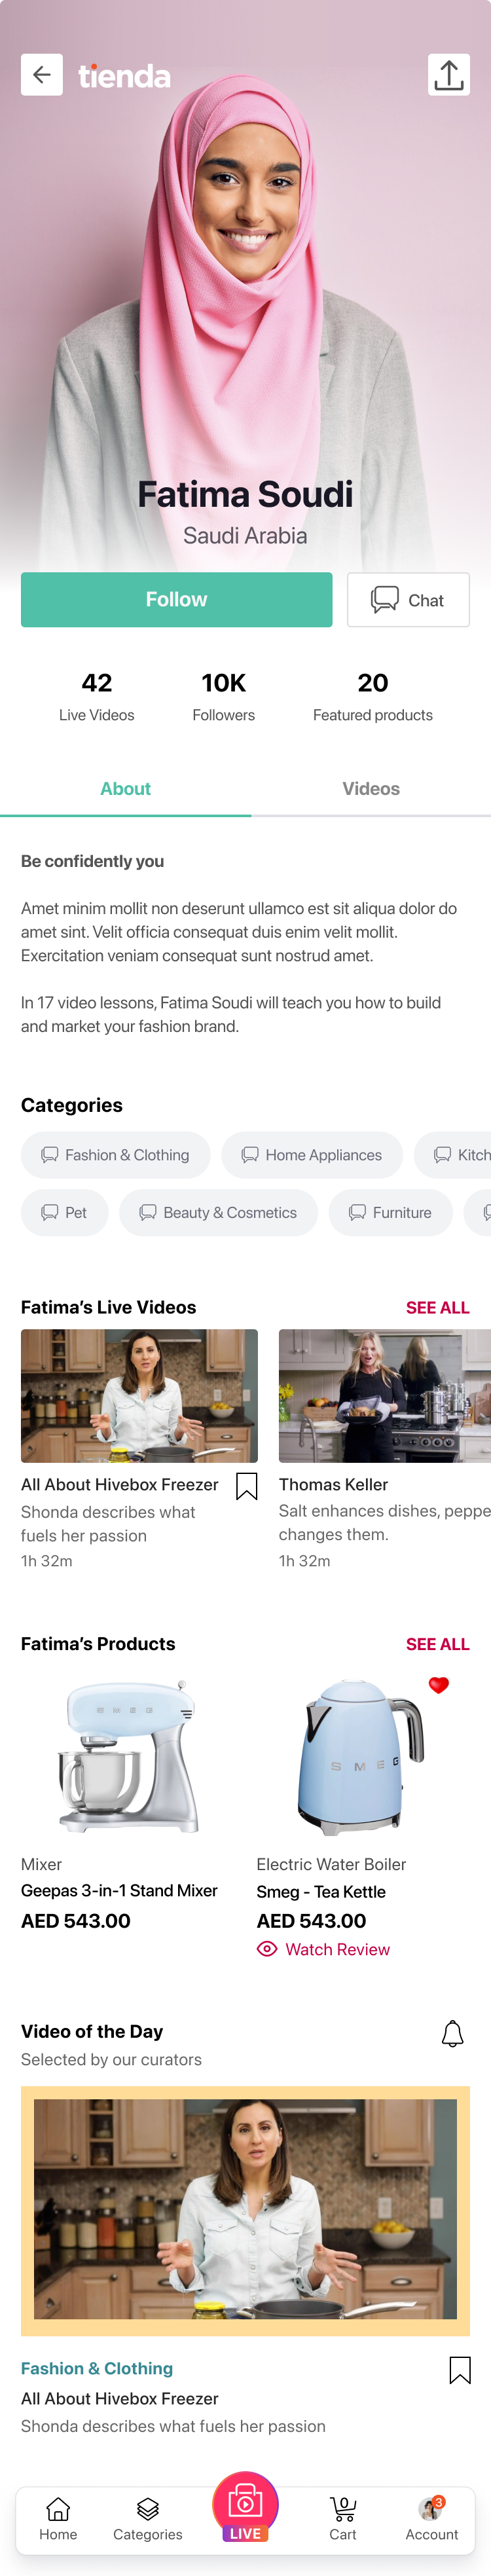 tienda
Fatima Soudi
Saudi Arabia
Follow
Chat
42
10K
20
Live Videos
Followers
Featured products
About
Videos
Be confidently you
Amet minim mollit non deserunt ullamco est sit aliqua dolor do
amet sint. Velit officia consequat duis enim velit mollit.
Exercitation veniam consequat sunt nostrud amet.
In 17 video lessons, Fatima Soudi will teach you how to build
and market your fashion brand.
Categories
Fashion & Clothing
Home Appliances
Kitch
Pet
Beauty & Cosmetics
Furniture
Fatima's Live Videos
SEE ALL
All About Hivebox Freezer
Shonda describes what
fuels her passion
1h 32m
Thomas Keller
Salt enhances dishes, peppe
changes them.
1h 32m
Fatima's Products
SEE ALL
SMEG
Mixer
Geepas 3-in-1 Stand Mixer
AED 543.00
Electric Water Boiler
Smeg - Tea Kettle
AED 543.00
Watch Review
Video of the Day
Selected by our curators
Fashion & Clothing
All About Hivebox Freezer
Shonda describes what fuels her passion
Home
Categories
LIVE
0
Cart
3
Account